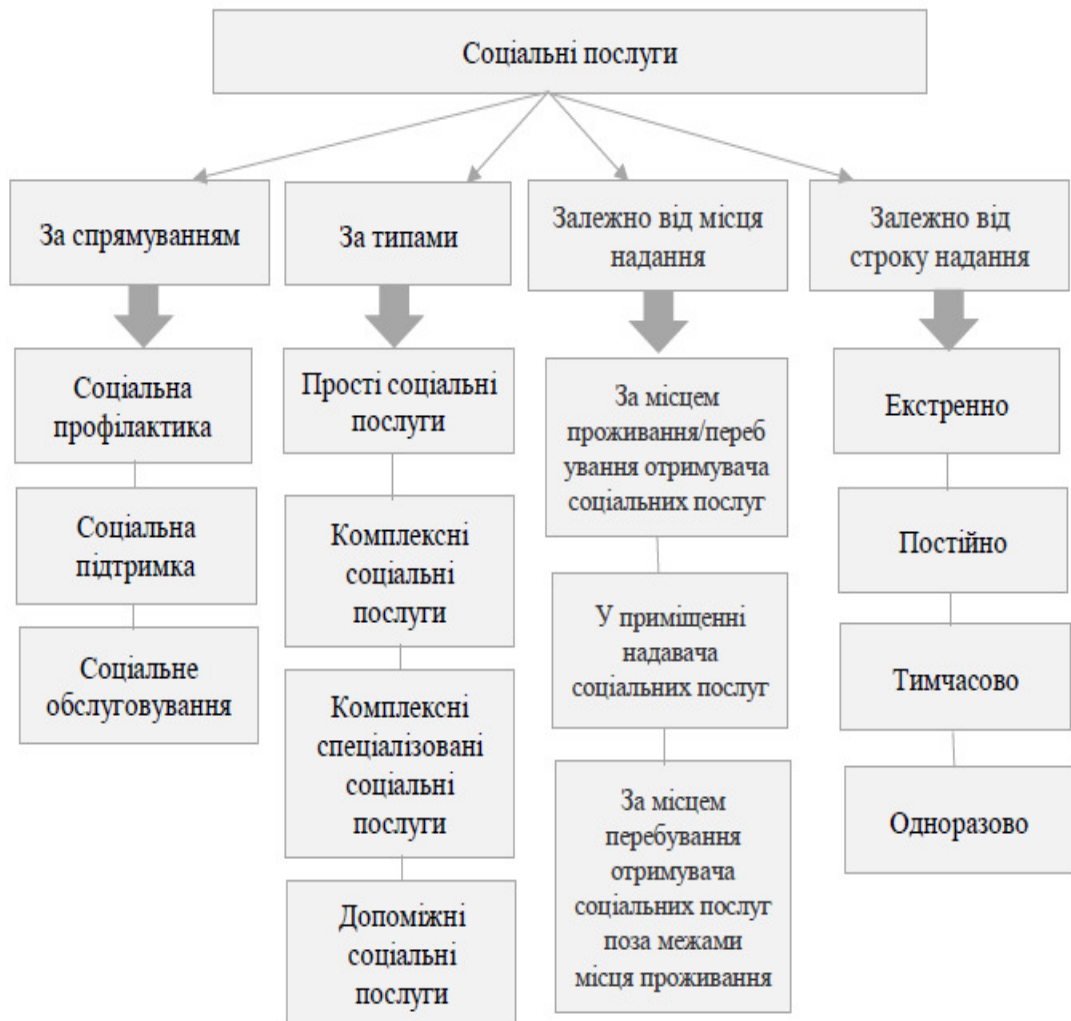 Соціальні послуги
За спрямуванням
За типами
Залежно від місця
надання
Залежно від
строку надання
Соціальна
профілактика
Соціальна
підтримка
Соціальне
обслуговування
Прості соціальні
послуги
Комплексні
соціальні
послуги
Комплексні
спеціалізовані
соціальні
послуги
Допоміжні
соціальні
послуги
За місцем
проживання/переб
ування отримувача
соціальних послуг
У приміщенні
надавача
соціальних послуг
За місцем
перебування
отримувача
соціальних послуг
поза межами
місця проживання
Екстренно
Постійно
Тимчасово
Одноразово